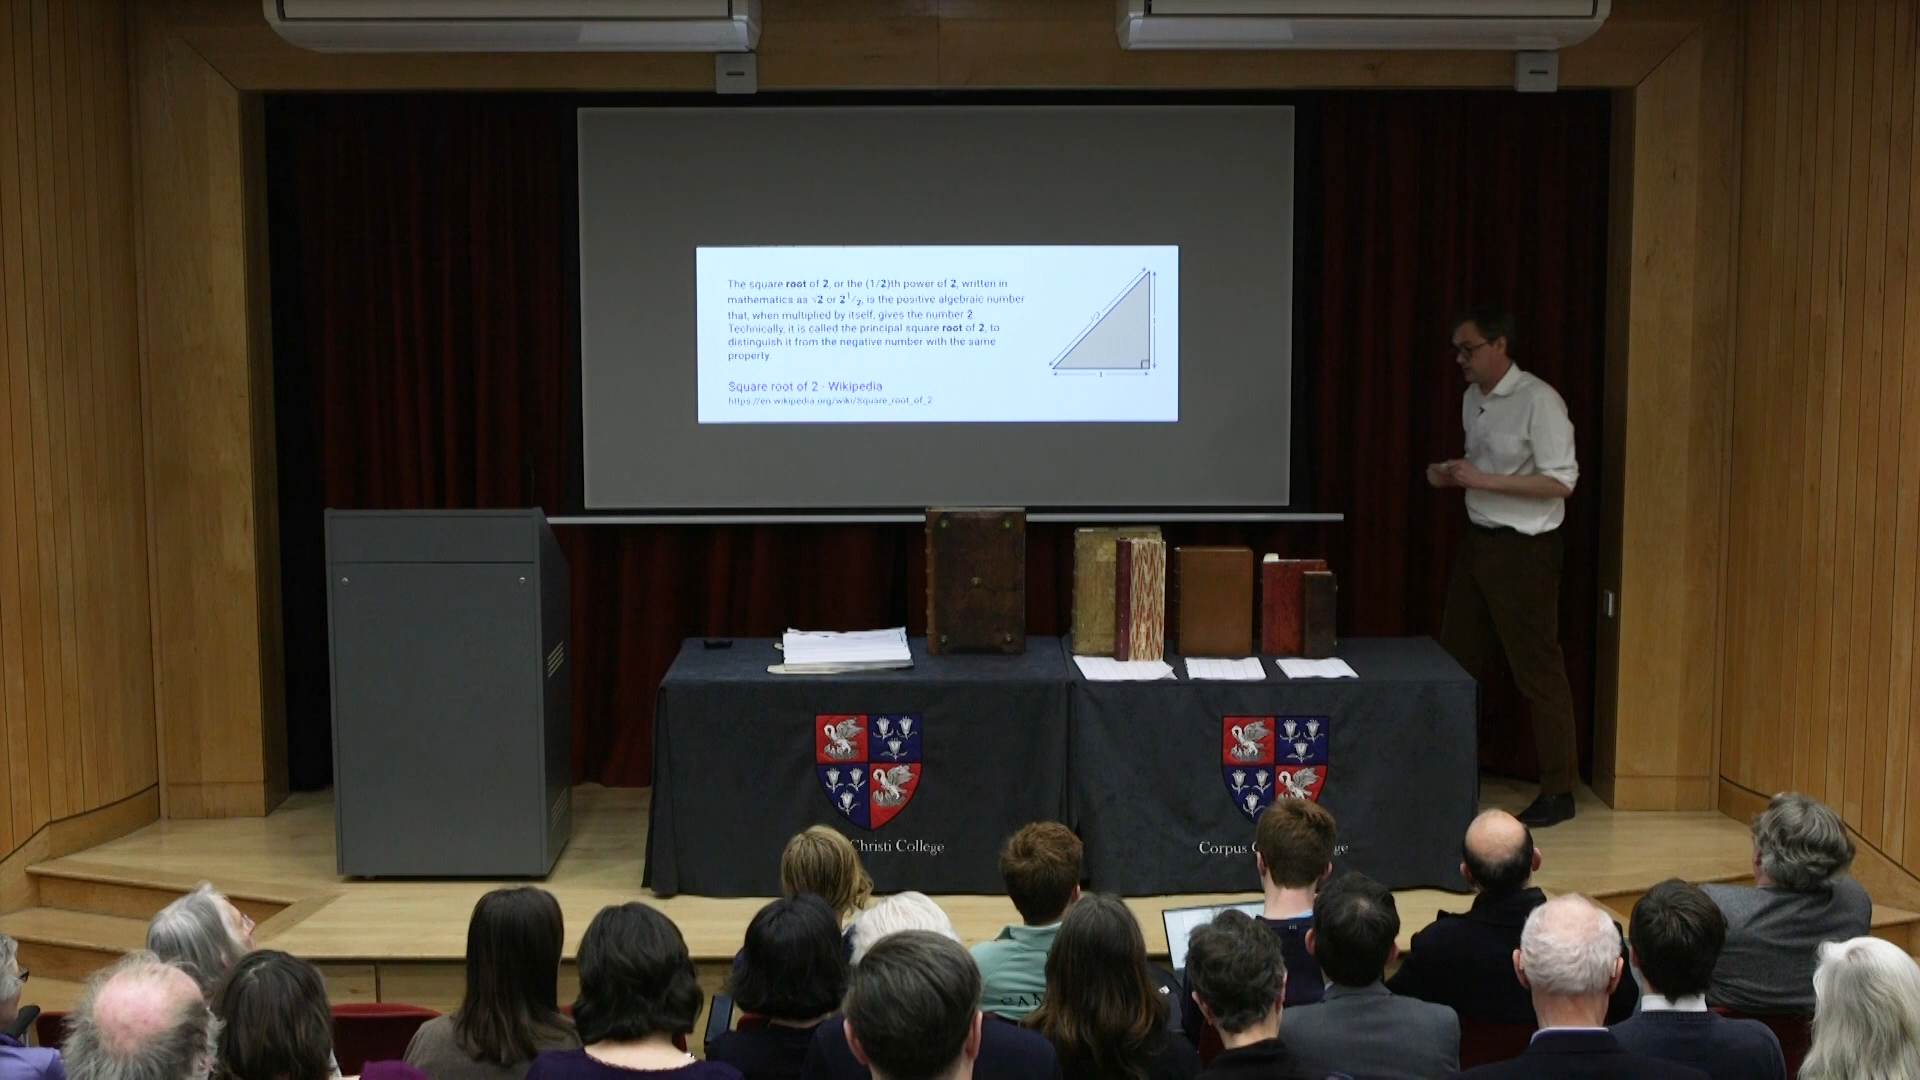 The square root of 2, or the (1/2)th power of 2, written in
mathematics as √2 or 2¹/₂, is the positive algebraic number
that, when multiplied by itself, gives the number 2.
Technically, it is called the principal square root of 2, to
distinguish it from the negative number with the same
property.
Square root of 2 - Wikipedia
https://en.wikipedia.org/wiki/Square_root_of_2
√2
1
1
Christi College
Corpus C ge